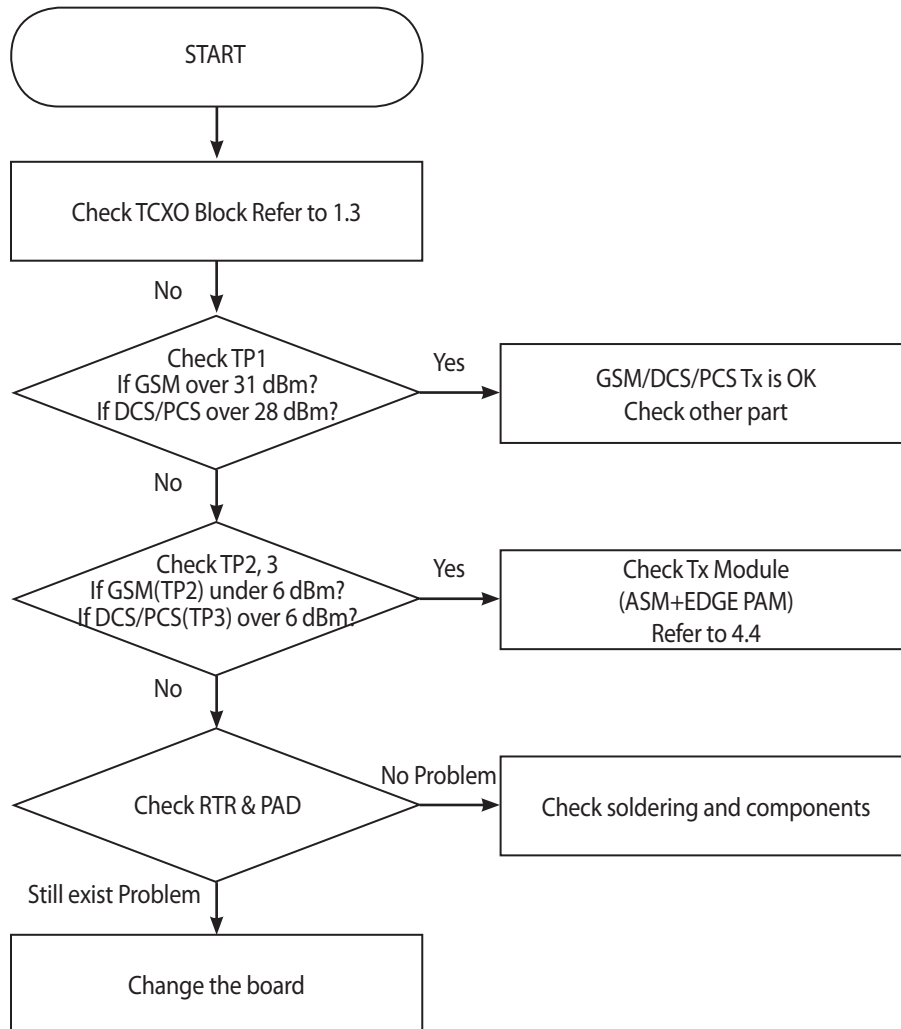 START
Check TCXO Block Refer to 1.3
No
Check TP1
If GSM over 31 dBm?
If DCS/PCS over 28 dBm?
Yes
GSM/DCS/PCS Tx is OK
Check other part
No
Check TP2, 3
If GSM(TP2) under 6 dBm?
If DCS/PCS(TP3) over 6 dBm?
Yes
Check Tx Module
(ASM+EDGE PAM)
Refer to 4.4
No
Check RTR & PAD
No Problem
Check soldering and components
Still exist Problem
Change the board